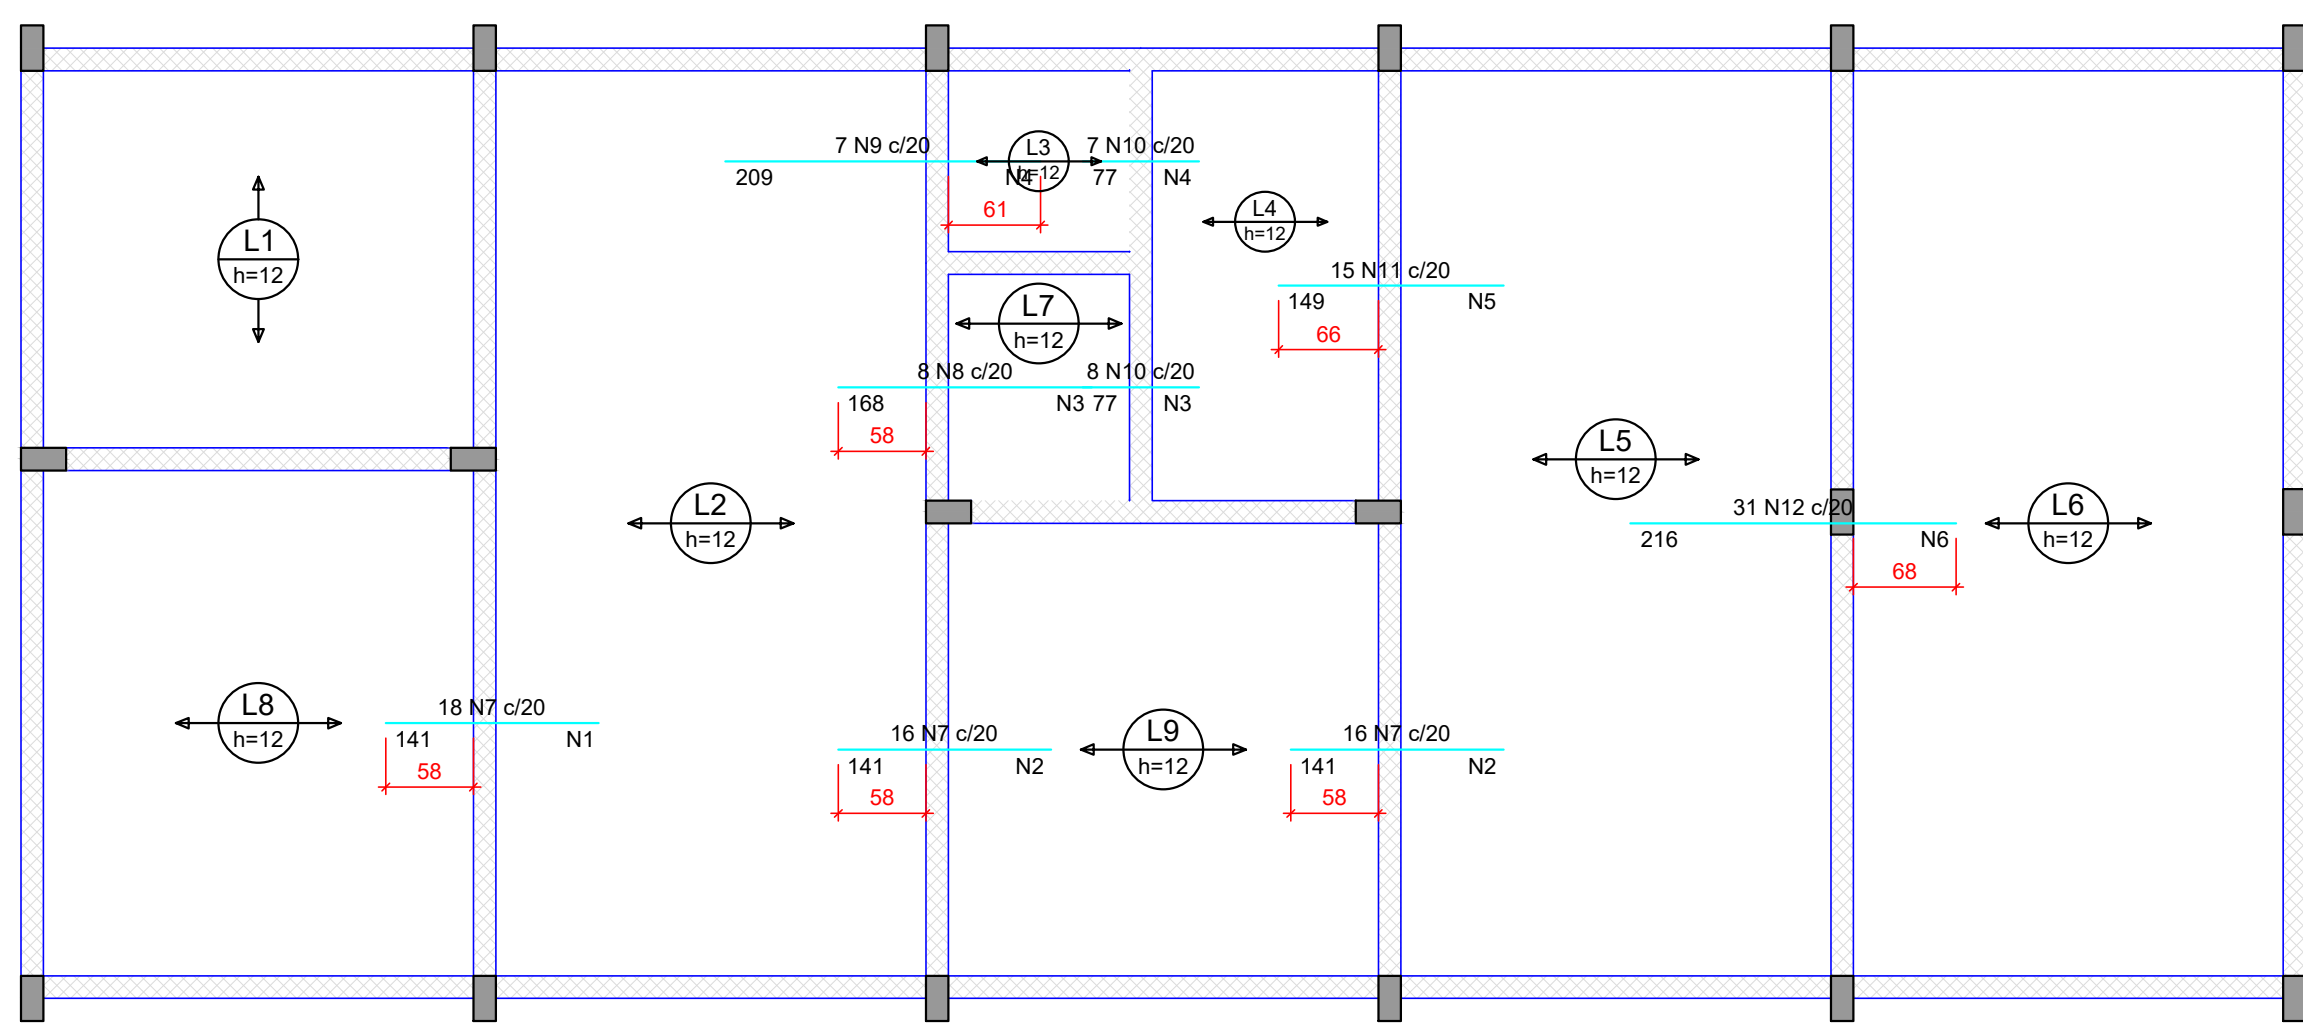 7 N9 c/20
209
N4
L3
h=12
7 N10 c/20
77
N4
61
L4
h=12
L1
h=12
15 N11 c/20
149
N5
66
L7
h=12
8 N8 c/20
168
N3
58
8 N10 c/20
77
N3
L5
h=12
L2
h=12
31 N12 c/20
216
N6
68
L6
h=12
L8
h=12
18 N7 c/20
141
N1
58
16 N7 c/20
141
N2
58
L9
h=12
16 N7 c/20
141
N2
58